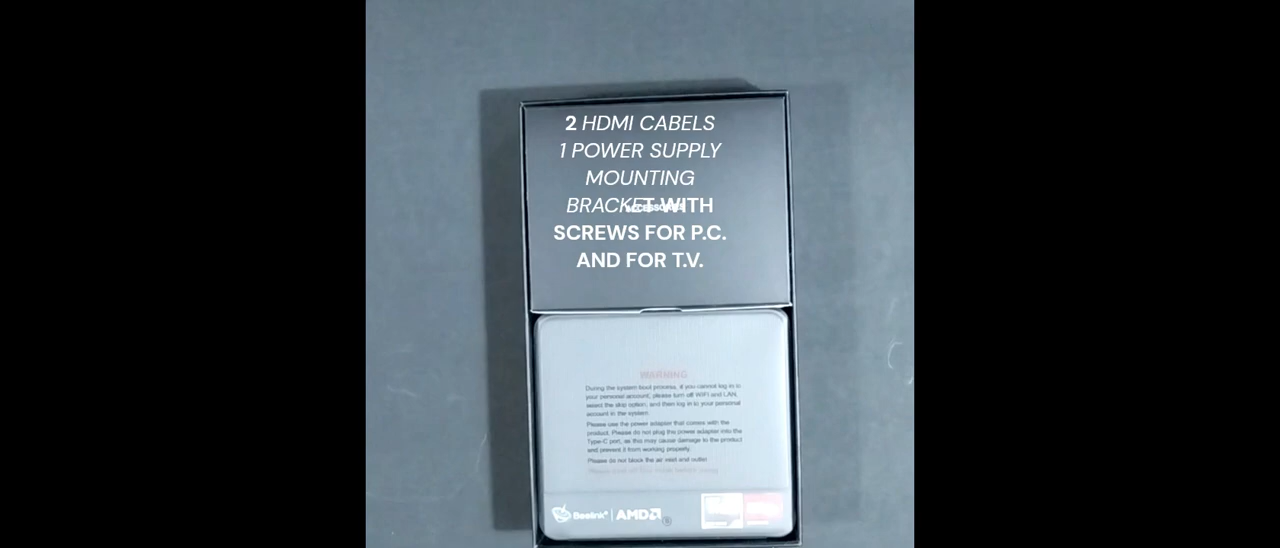 2 HDMI CABELS
1 POWER SUPPLY
MOUNTING
BRACKET WITH
ACCESSORIES
SCREWS FOR P.C.
AND FOR T.V.
WARNING
During the system boot process, if you cannot log in to
your personal account, please turn off WiFi and LAN,
select the skip option, and then log in to your personal
account in the system.
Please use the power adapter that comes with the
product. Please do not plug the power adapter into the
Type-C port, as this may cause damage to the product
and prevent it from working properly.
Please do not block the air inlet and outlet
Please
Beelink® | AMD